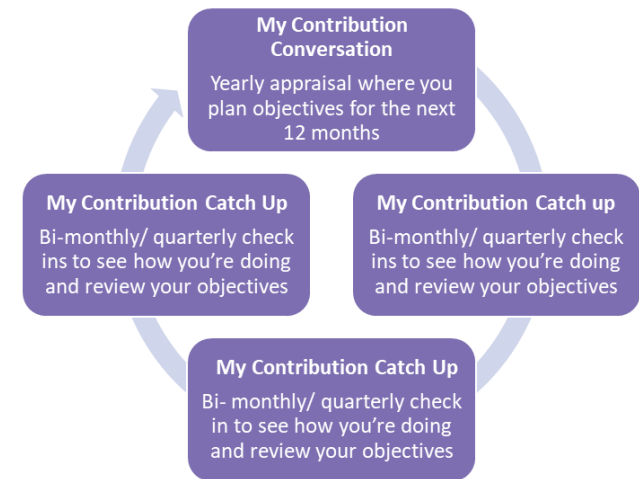 My Contribution
Conversation
Yearly appraisal where you
plan objectives for the next
12 months
My Contribution Catch up
Bi-monthly/ quarterly check
ins to see how you're doing
and review your objectives
My Contribution Catch Up
Bi- monthly/ quarterly check
in to see how you're doing
and review your objectives
My Contribution Catch Up
Bi-monthly/ quarterly check
ins to see how you're doing
and review your objectives